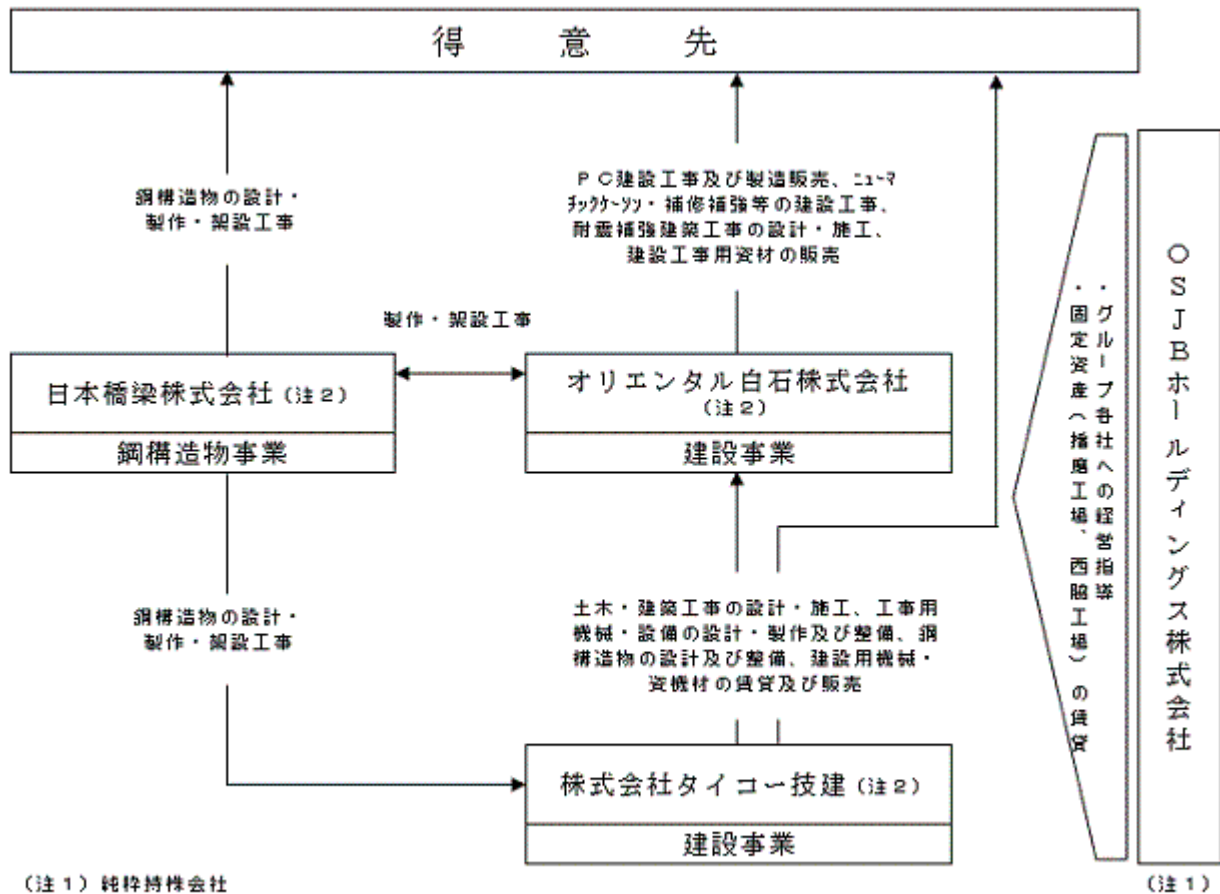 得意先
鋼構造物の設計・
製作・架設工事
PC建設工事及び製造販売、ニューマ
チックケーソン・補修補強等の建設工事、
耐震補強建築工事の設計・施工、
建設工事用資材の販売
製作・架設工事
日本橋梁株式会社(注2)
鋼構造物事業
オリエンタル白石株式会社
(注2)
建設事業
鋼構造物の設計・
製作・架設工事
土木・建築工事の設計・施工、工事用
機械・設備の設計・製作及び整備、鋼
構造物の設計及び整備、建設用機械・
資機材の賃貸及び販売
株式会社タイコー技建(注2)
建設事業
・グループ各社への経営指導
・固定資産(播磨工場、西脇工場)の賃貸
OSJBホールディングス株式会社
(注1)
(注1)純粋持株会社